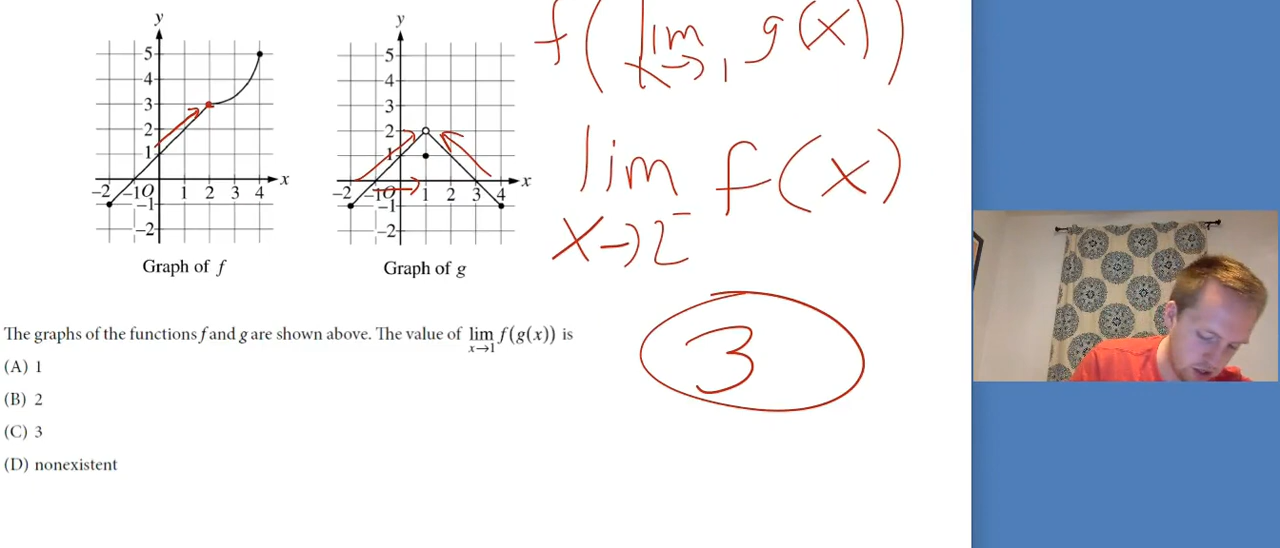 y
5
4
3
2
1
-2 -1 O 1 2 3 4 x
-1
-2
Graph of f
y
5
4
3
2
1
-2 -1 O 1 2 3 4 x
-1
-2
Graph of g
f( lim g(x))
x→1
lim f(x)
x→2⁻
3
The graphs of the functions f and g are shown above. The value of lim f(g(x)) is
x→1
(A) 1
(B) 2
(C) 3
(D) nonexistent